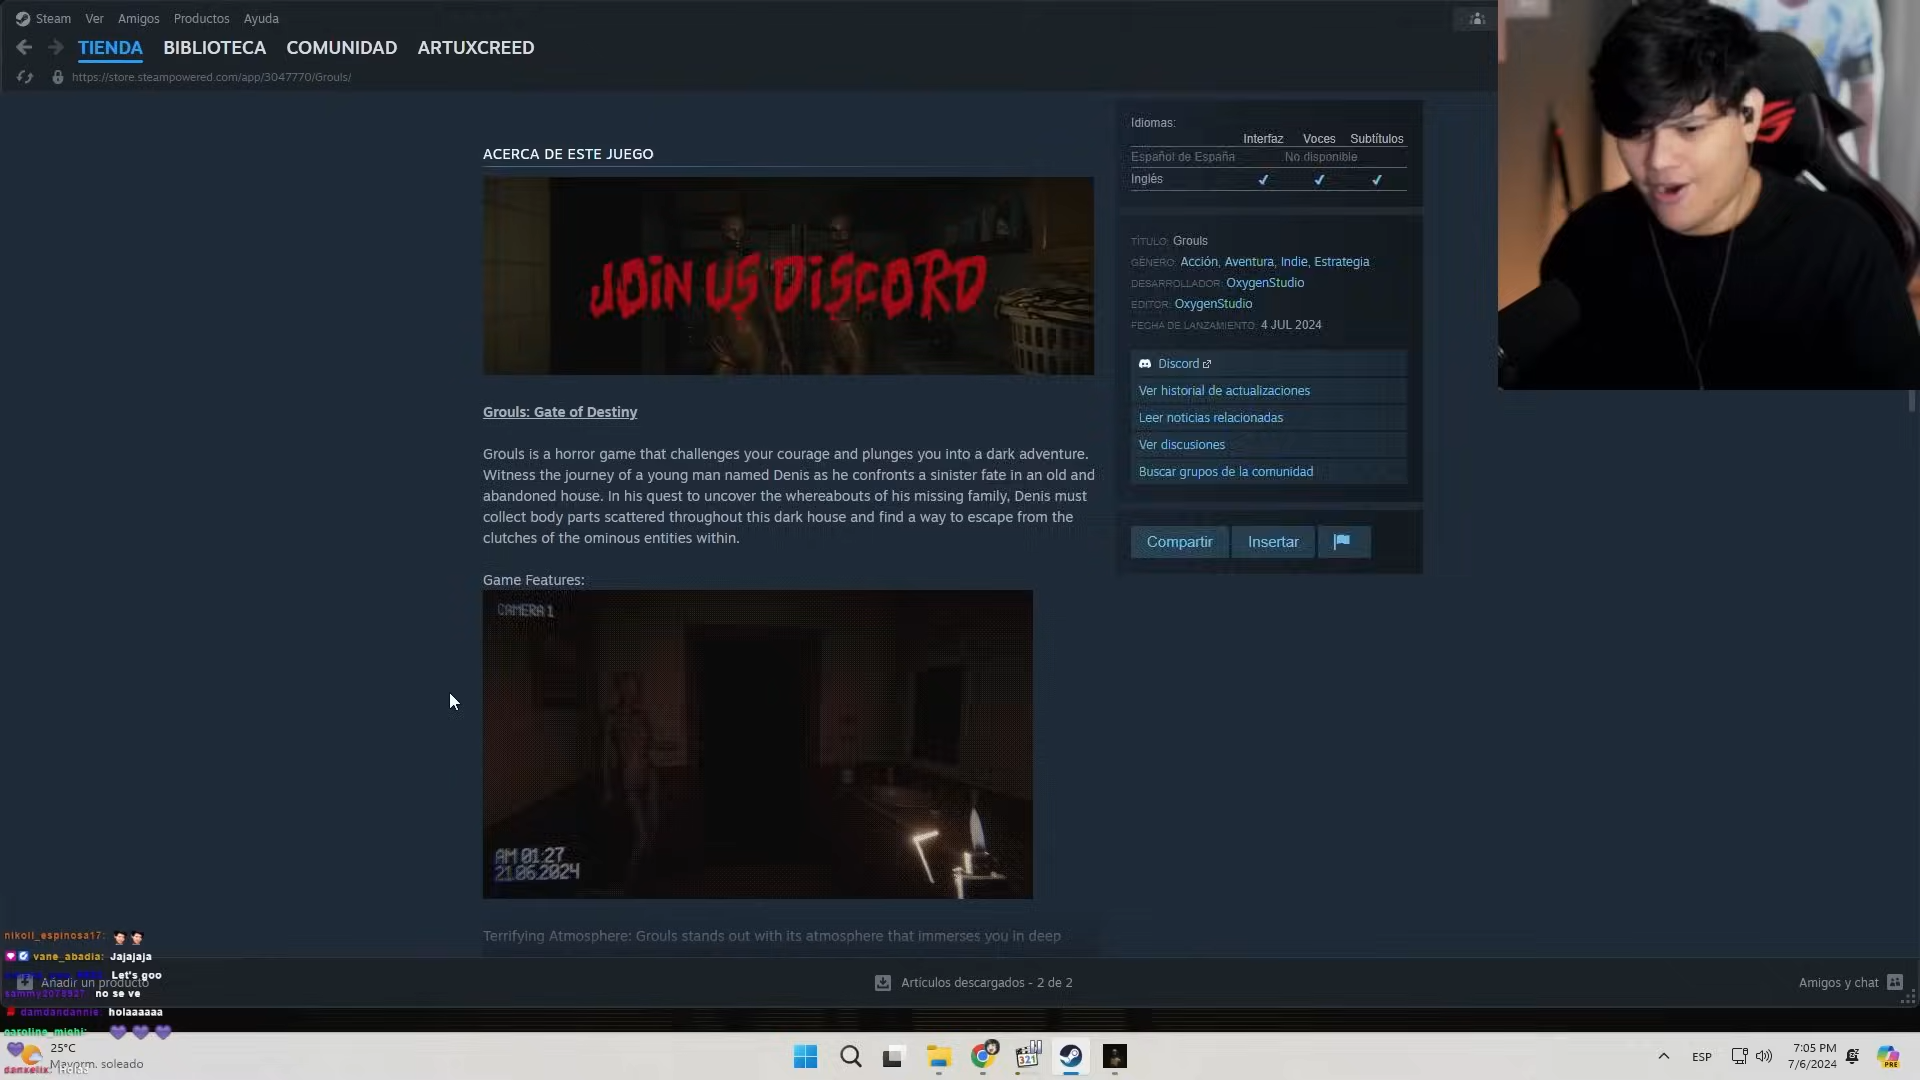 Steam Ver Amigos Productos Ayuda
TIENDA BIBLIOTECA COMUNIDAD ARTUXCREED
https://store.steampowered.com/app/3047770/Grouls/
ACERCA DE ESTE JUEGO
JOIN US DISCORD
Grouls: Gate of Destiny
Grouls is a horror game that challenges your courage and plunges you into a dark adventure.
Witness the journey of a young man named Denis as he confronts a sinister fate in an old and
abandoned house. In his quest to uncover the whereabouts of his missing family, Denis must
collect body parts scattered throughout this dark house and find a way to escape from the
clutches of the ominous entities within.
Game Features:
CAMERA 1
AM 01:27
21.06.2024
Terrifying Atmosphere: Grouls stands out with its atmosphere that immerses you in deep
Idiomas:
Interfaz Voces Subtítulos
Español de España No disponible
Inglés ✔ ✔ ✔
TÍTULO: Grouls
GÉNERO: Acción, Aventura, Indie, Estrategia
DESARROLLADOR: OxygenStudio
EDITOR: OxygenStudio
FECHA DE LANZAMIENTO: 4 JUL 2024
Discord
Ver historial de actualizaciones
Leer noticias relacionadas
Ver discusiones
Buscar grupos de la comunidad
Compartir Insertar
nikoll_espinosa17:
vane_abadia: Jajajaja
Let's goo
Añadir un producto
no se ve
damdandannie: holaaaaaa
Artículos descargados - 2 de 2
Amigos y chat
25°C
Mayorm. soleado
321
ESP
7:05 PM
7/6/2024
PRE